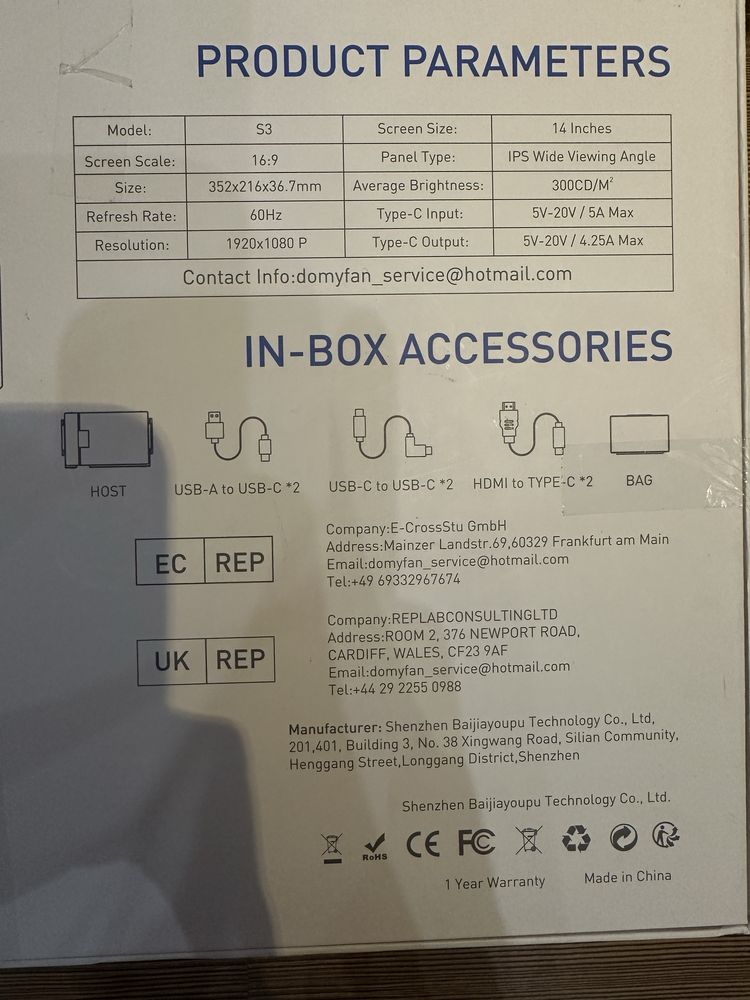 PRODUCT PARAMETERS
Model: S3 Screen Size: 14 Inches
Screen Scale: 16:9 Panel Type: IPS Wide Viewing Angle
Size: 352x216x36.7mm Average Brightness: 300CD/M²
Refresh Rate: 60Hz Type-C Input: 5V-20V / 5A Max
Resolution: 1920x1080 P Type-C Output: 5V-20V / 4.25A Max
Contact Info:domyfan_service@hotmail.com
IN-BOX ACCESSORIES
HOST USB-A to USB-C *2 USB-C to USB-C *2 HDMI to TYPE-C *2 BAG
EC REP
Company:E-CrossStu GmbH
Address:Mainzer Landstr.69,60329 Frankfurt am Main
Email:domyfan_service@hotmail.com
Tel:+49 69332967674
UK REP
Company:REPLABCONSULTINGLTD
Address:ROOM 2, 376 NEWPORT ROAD,
CARDIFF, WALES, CF23 9AF
Email:domyfan_service@hotmail.com
Tel:+44 29 2255 0988
Manufacturer: Shenzhen Baijiayoupu Technology Co., Ltd,
201,401, Building 3, No. 38 Xingwang Road, Silian Community,
Henggang Street,Longgang District,Shenzhen
Shenzhen Baijiayoupu Technology Co., Ltd.
RoHS CE FC
1 Year Warranty Made in China